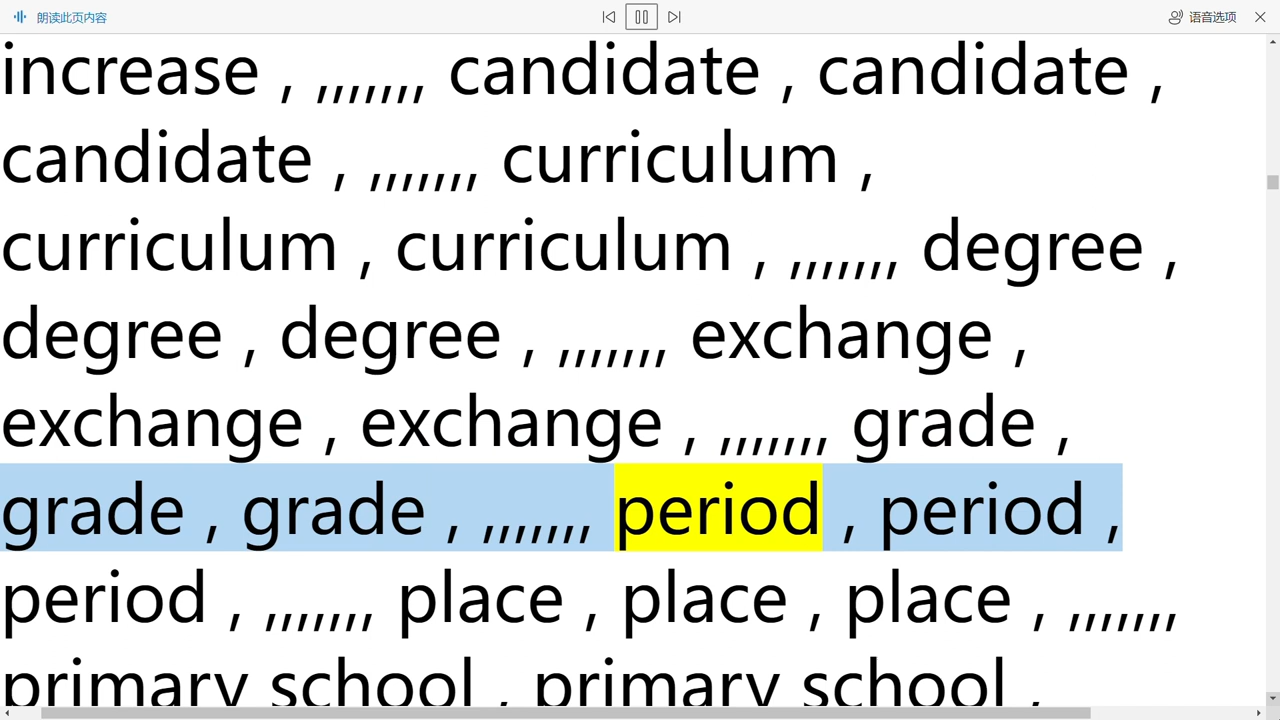 朗读此页内容
语音选项
increase , ,,,,,,, candidate , candidate ,
candidate , ,,,,,,, curriculum ,
curriculum , curriculum , ,,,,,,, degree ,
degree , degree , ,,,,,,, exchange ,
exchange , exchange , ,,,,,,, grade ,
grade , grade , ,,,,,,, period , period ,
period , ,,,,,,, place , place , place , ,,,,,,,
primary school , primary school ,